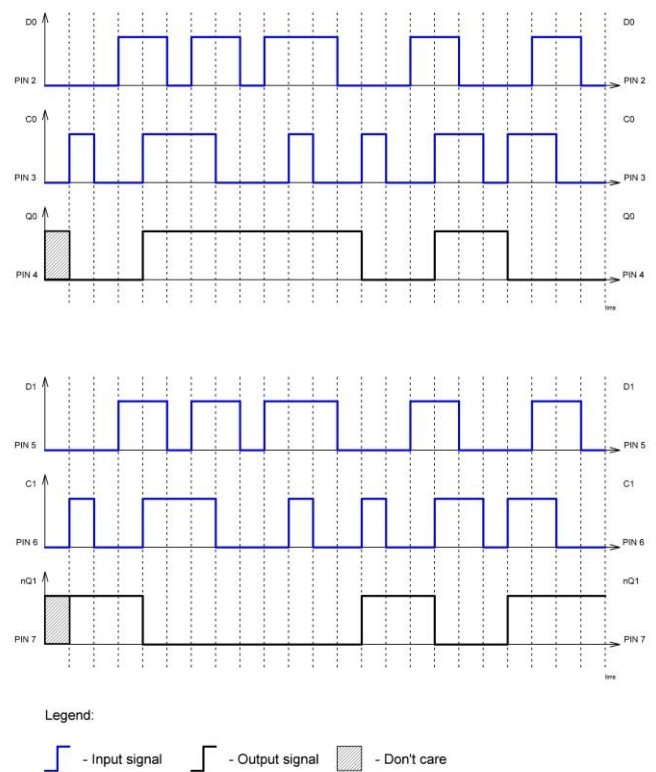 D0 D0
PIN 2 PIN 2
C0 C0
PIN 3 PIN 3
Q0 Q0
PIN 4 PIN 4
time
D1 D1
PIN 5 PIN 5
C1 C1
PIN 6 PIN 6
nQ1 nQ1
PIN 7 PIN 7
time
Legend:
- Input signal - Output signal - Don't care